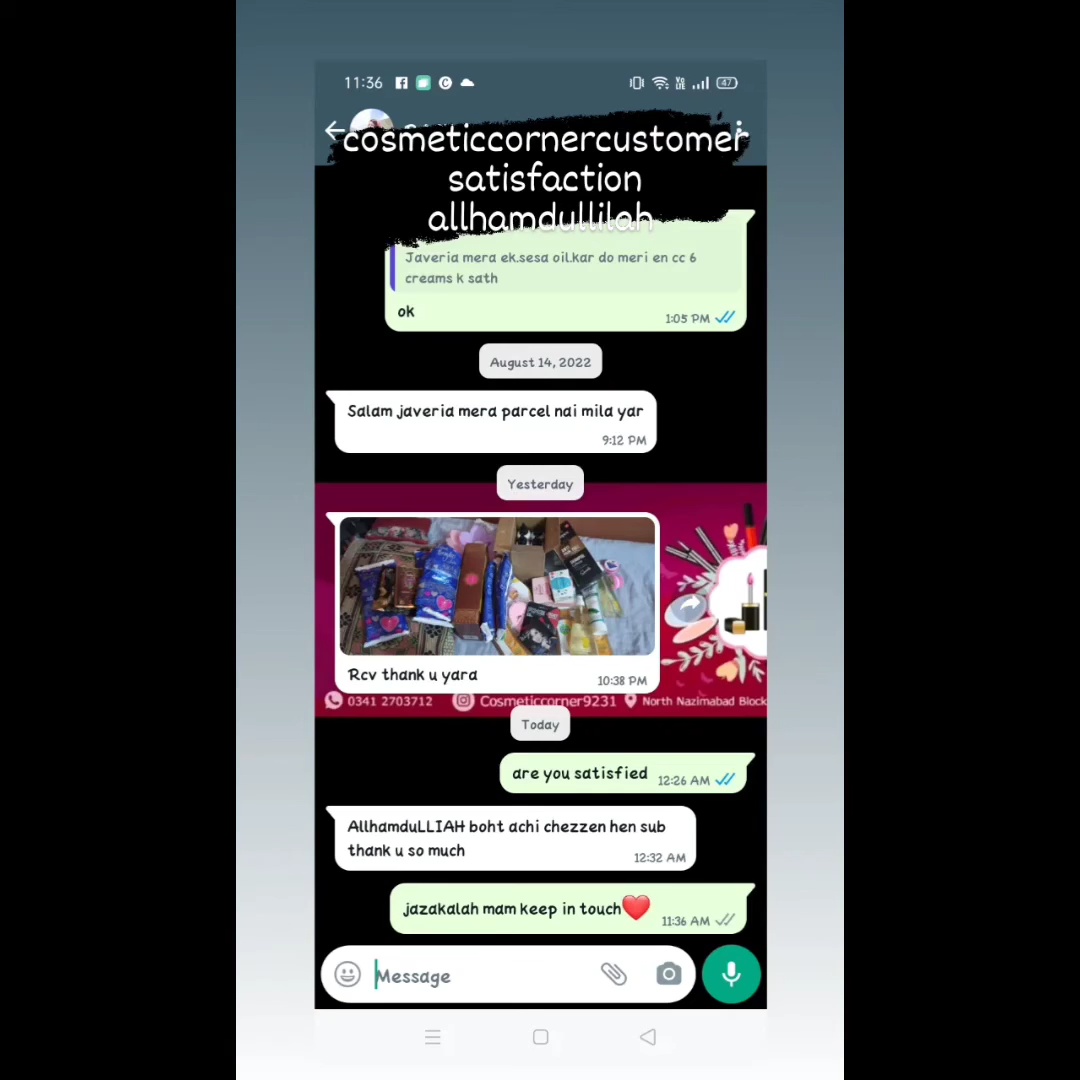 11:36
47
cosmeticcornercustomer
satisfaction
allhamdullilah
Javeria mera ek.sesa oil.kar do meri en cc 6
creams k sath
ok
1:05 PM
August 14, 2022
Salam javeria mera parcel nai mila yar
9:12 PM
Yesterday
Rcv thank u yara
10:38 PM
0341 2703712 Cosmeticcorner9231 North Nazimabad Block
Today
are you satisfied 12:26 AM
AllhamduLLIAH boht achi chezzen hen sub
thank u so much
12:32 AM
jazakalah mam keep in touch❤️ 11:36 AM
Message